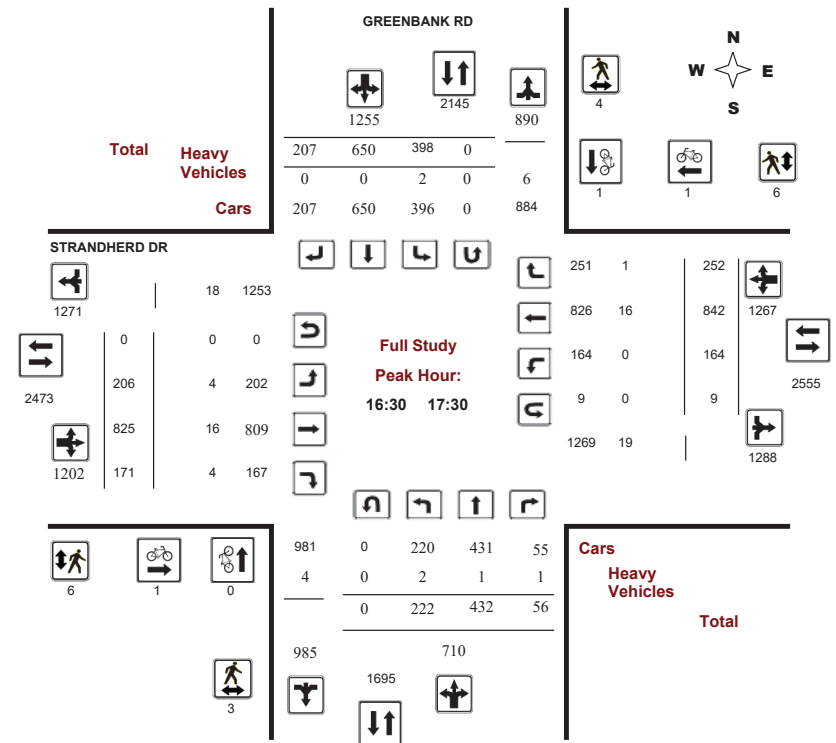 GREENBANK RD
N
W E
S
4
2145
1255 890
Total Heavy Vehicles
Cars
207 650 398 0
0 0 2 0 6
207 650 396 0 884
1 1 6
STRANDHERD DR
1271
18 1253
0 0 0
2473
206 4 202
825 16 809
1202
171 4 167
Full Study
Peak Hour:
16:30 17:30
251 1 252
826 16 842
1267
164 0 164
2555
9 0 9
1269 19
1288
6 1 0
3
981 0 220 431 55
4 0 2 1 1
0 222 432 56
985 710
1695
Cars
Heavy
Vehicles
Total